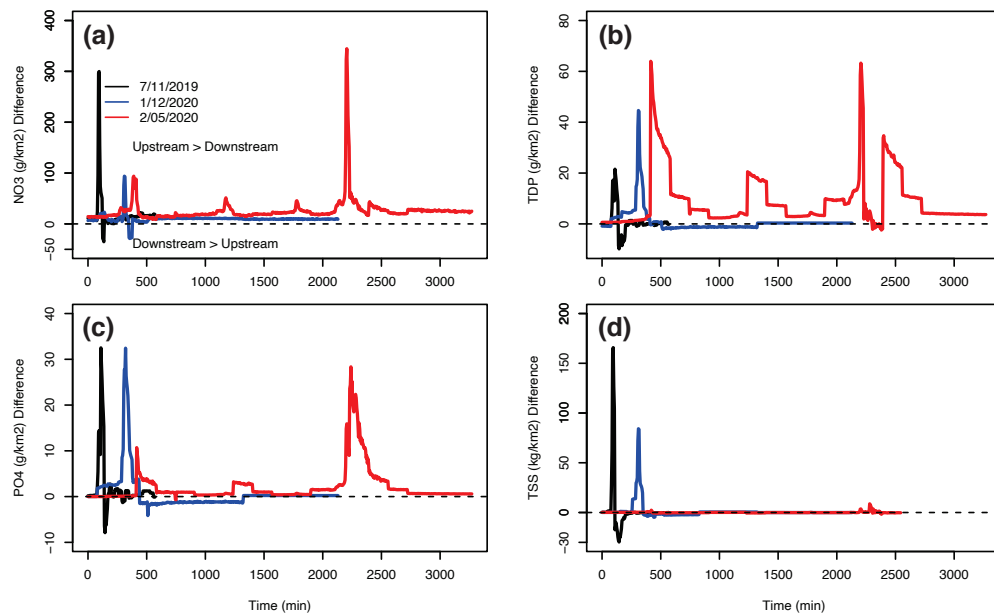 (a)
NO3 (g/km2) Difference
400
300
200
100
0
−50
7/11/2019
1/12/2020
2/05/2020
Upstream > Downstream
Downstream > Upstream
0 500 1000 1500 2000 2500 3000
(b)
TDP (g/km2) Difference
80
60
40
20
0
−10
0 500 1000 1500 2000 2500 3000
(c)
PO4 (g/km2) Difference
40
30
20
10
0
−10
0 500 1000 1500 2000 2500 3000
Time (min)
(d)
TSS (kg/km2) Difference
200
150
100
50
0
−30
0 500 1000 1500 2000 2500 3000
Time (min)